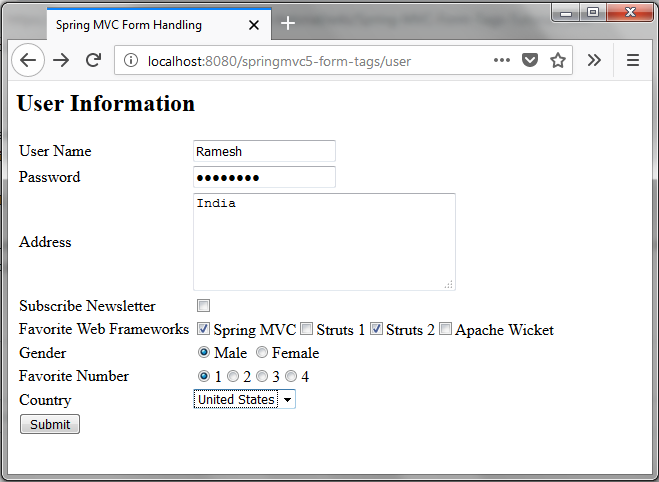 Spring MVC Form Handling
localhost:8080/springmvc5-form-tags/user
User Information
User Name Ramesh
Password ••••••••
Address India
Subscribe Newsletter
Favorite Web Frameworks Spring MVC Struts 1 Struts 2 Apache Wicket
Gender Male Female
Favorite Number 1 2 3 4
Country United States
Submit